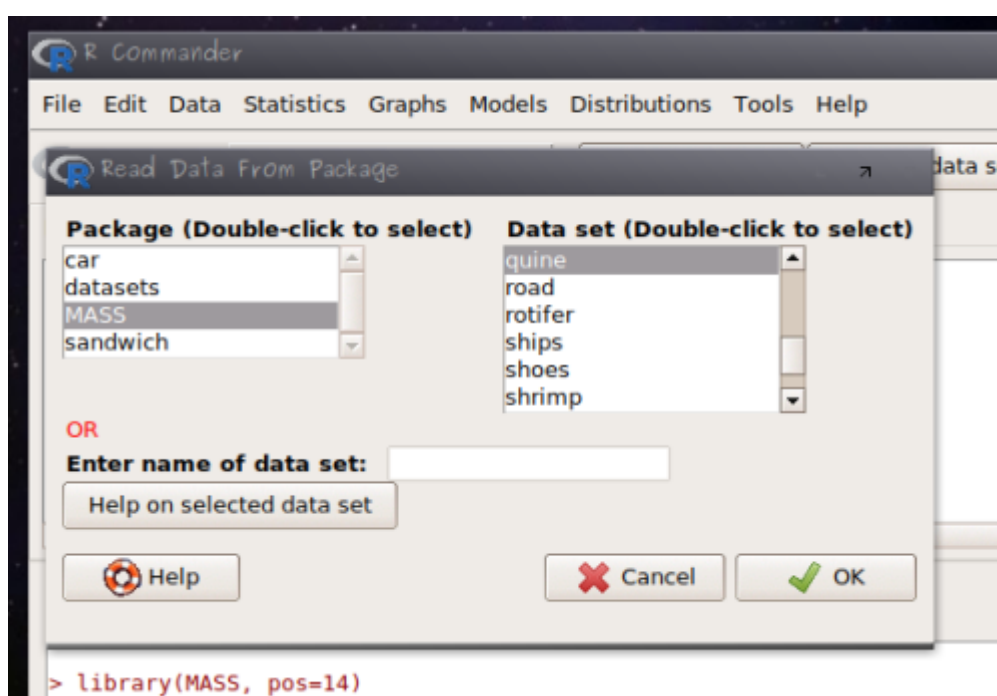 R Commander
File Edit Data Statistics Graphs Models Distributions Tools Help
data s
Read Data From Package
Package (Double-click to select)
car
datasets
MASS
sandwich
Data set (Double-click to select)
quine
road
rotifer
ships
shoes
shrimp
OR
Enter name of data set:
Help on selected data set
Help
Cancel
OK
> library(MASS, pos=14)